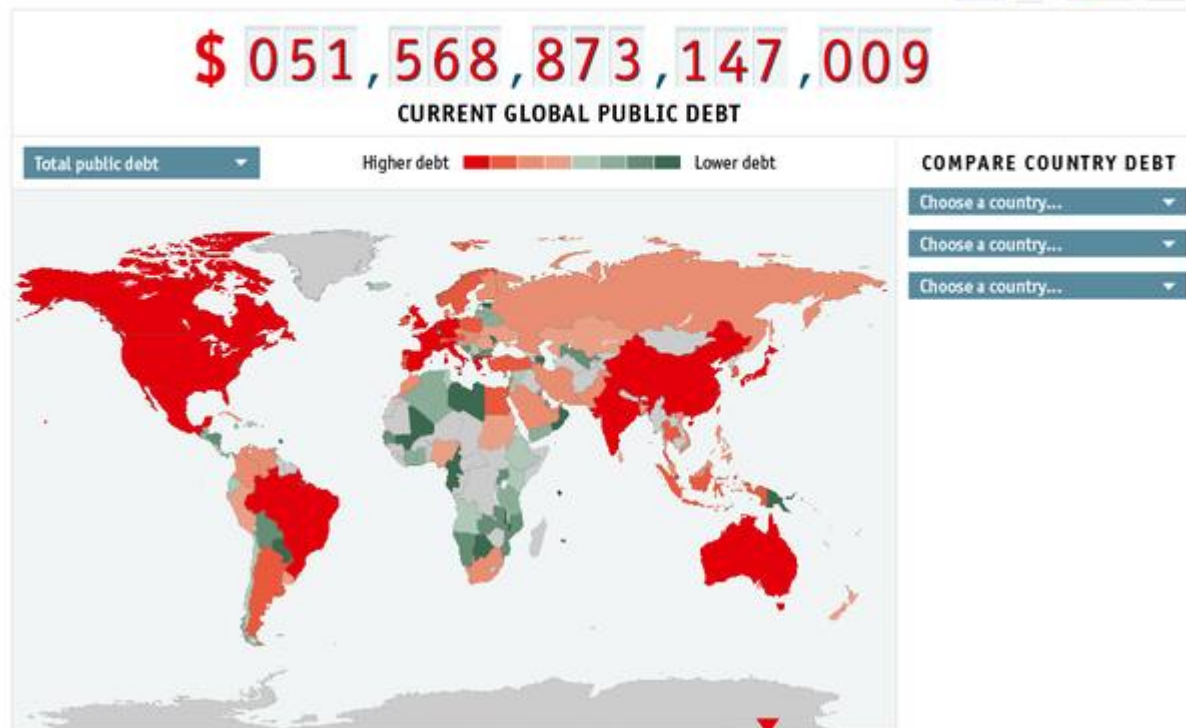 $ 051,568,873,147,009
CURRENT GLOBAL PUBLIC DEBT
Total public debt
Higher debt
Lower debt
COMPARE COUNTRY DEBT
Choose a country...
Choose a country...
Choose a country...